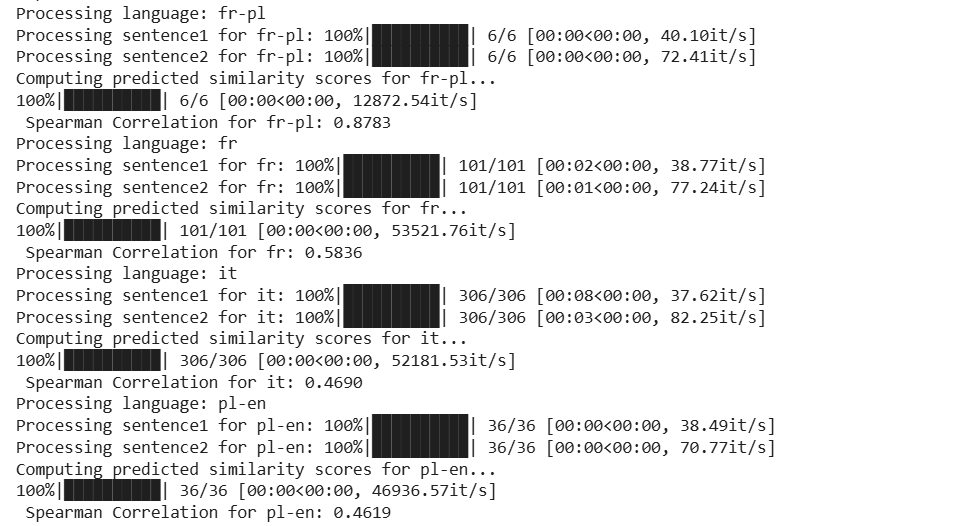 Processing language: fr-pl
Processing sentence1 for fr-pl: 100%|██████████| 6/6 [00:00<00:00, 40.10it/s]
Processing sentence2 for fr-pl: 100%|██████████| 6/6 [00:00<00:00, 72.41it/s]
Computing predicted similarity scores for fr-pl...
100%|██████████| 6/6 [00:00<00:00, 12872.54it/s]
 Spearman Correlation for fr-pl: 0.8783
Processing language: fr
Processing sentence1 for fr: 100%|██████████| 101/101 [00:02<00:00, 38.77it/s]
Processing sentence2 for fr: 100%|██████████| 101/101 [00:01<00:00, 77.24it/s]
Computing predicted similarity scores for fr...
100%|██████████| 101/101 [00:00<00:00, 53521.76it/s]
 Spearman Correlation for fr: 0.5836
Processing language: it
Processing sentence1 for it: 100%|██████████| 306/306 [00:08<00:00, 37.62it/s]
Processing sentence2 for it: 100%|██████████| 306/306 [00:03<00:00, 82.25it/s]
Computing predicted similarity scores for it...
100%|██████████| 306/306 [00:00<00:00, 52181.53it/s]
 Spearman Correlation for it: 0.4690
Processing language: pl-en
Processing sentence1 for pl-en: 100%|██████████| 36/36 [00:00<00:00, 38.49it/s]
Processing sentence2 for pl-en: 100%|██████████| 36/36 [00:00<00:00, 70.77it/s]
Computing predicted similarity scores for pl-en...
100%|██████████| 36/36 [00:00<00:00, 46936.57it/s]
 Spearman Correlation for pl-en: 0.4619